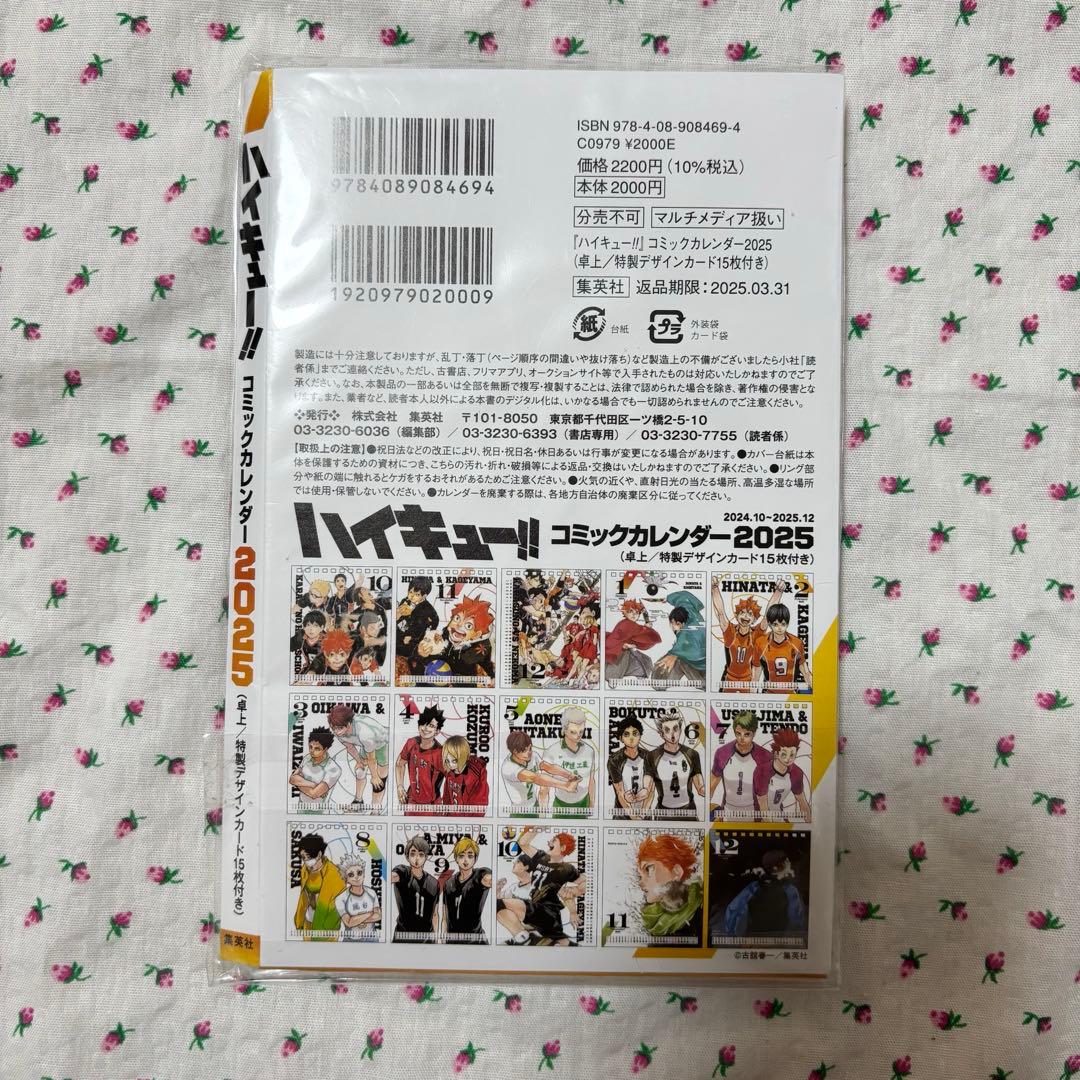 ハイキュー!! コミックカレンダー2025(卓上/特製デザインカード15枚付き)
集英社
9784089084694
1920979020009
ISBN 978-4-08-908469-4
C0979 ¥2000E
価格2200円(10%税込)
本体2000円
分売不可 マルチメディア扱い
『ハイキュー!!』コミックカレンダー2025
(卓上/特製デザインカード15枚付き)
集英社 返品期限:2025.03.31
紙 台紙
プラ 外装袋 カード袋
製造には十分注意しておりますが、乱丁・落丁(ページ順序の間違いや抜け落ち)など製造上の不備がございましたら小社「読
者係」までご連絡ください。ただし、古書店、フリマアプリ、オークションサイト等で入手されたものは対応いたしかねますのでご了
承ください。なお、本製品の一部あるいは全部を無断で複写・複製することは、法律で認められた場合を除き、著作権の侵害とな
ります。また、業者など、読者本人以外による本書のデジタル化は、いかなる場合でも一切認められませんのでご注意ください。
❖発行❖ 株式会社 集英社 〒101-8050 東京都千代田区一ツ橋2-5-10
03-3230-6036(編集部)/03-3230-6393(書店専用)/03-3230-7755(読者係)
【取扱上の注意】●祝日法などの改正により、祝日・祝日名・休日あるいは行事が変更になる場合があります。●カバー台紙は本
体を保護するための資材につき、こちらの汚れ・折れ・破損等による返品・交換はいたしかねますのでご了承ください。●リング部
分や紙の端に触れるとケガをするおそれがあるためご注意ください。●火気の近くや、直射日光の当たる場所、高温多湿な場所
では使用・保管しないでください。●カレンダーを廃棄する際は、各地方自治体の廃棄区分に従ってください。
ハイキュー!!
2024.10~2025.12
コミックカレンダー2025
(卓上/特製デザインカード15枚付き)
10
HINATA & KAGEYAMA
11
12
1
HINATA &
2
3
OIKAWA &
4
KUROO &
KOZUME
5
AONE
伊達工業
BOKUTO &
6
5
4
7
USHIJIMA &
TENDO
8
SAKUSA
9
10
HINATA
21
11
12
©古舘春一/集英社